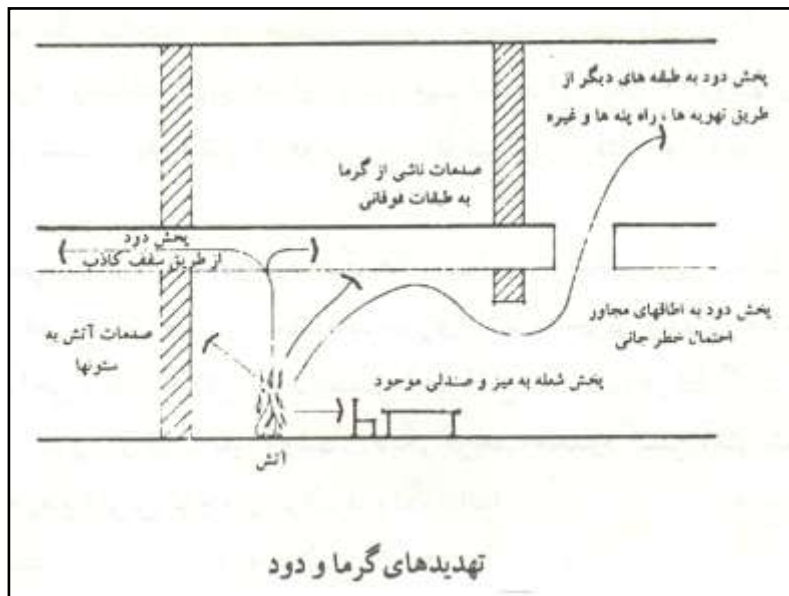 پخش دود به طبقه های دیگر از
طریق تهویه ها ، راه پله ها و غیره
صدمات ناشی از گرما
به طبقات فوقانی
پخش دود
از طریق سقف کاذب
صدمات آتش به
ستونها
پخش دود به اطاقهای مجاور
احتمال خطر جانی
پخش شعله به میز و صندلی موجود
آتش
تهدیدهای گرما و دود